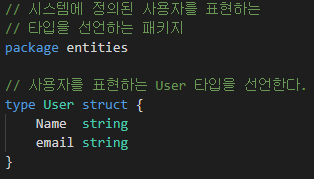 // 시스템에 정의된 사용자를 표현하는
// 타입을 선언하는 패키지
package entities

// 사용자를 표현하는 User 타입을 선언한다.
type User struct {
    Name  string
    email string
}